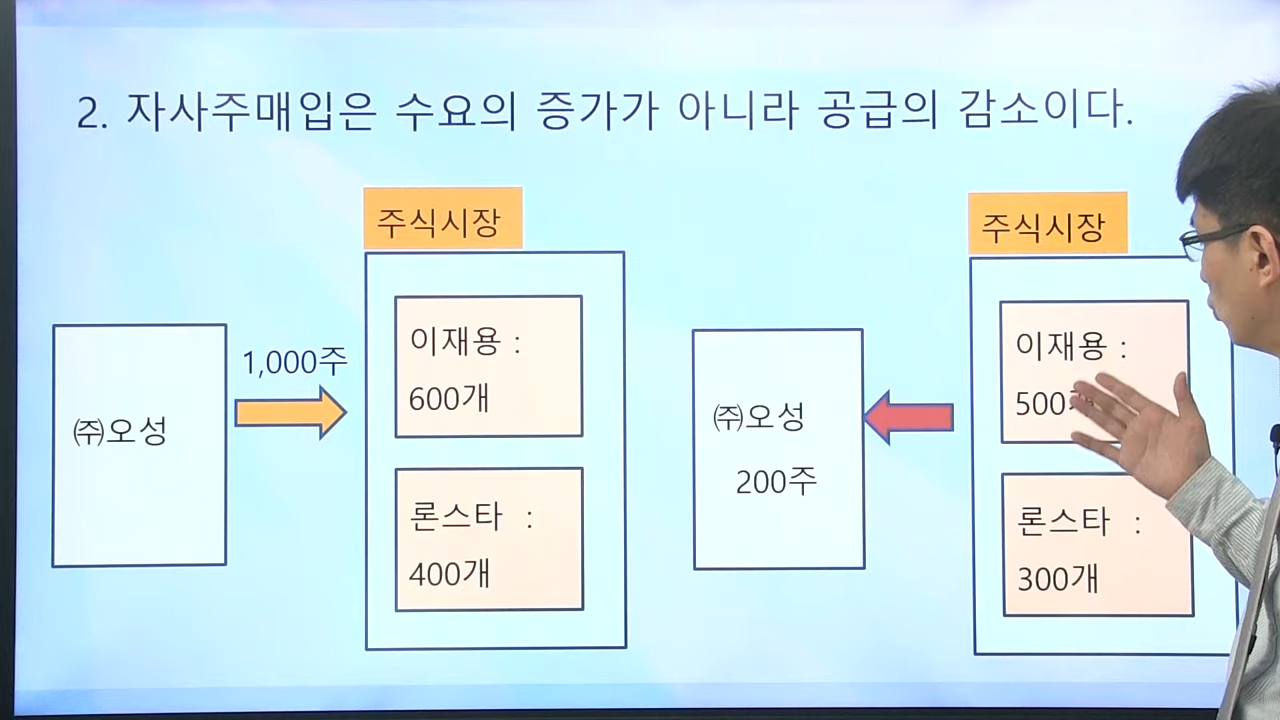 2. 자사주매입은 수요의 증가가 아니라 공급의 감소이다.
주식시장
이재용 :
600개
론스타 :
400개
1,000주
㈜오성
주식시장
이재용 :
500
론스타 :
300개
㈜오성
200주